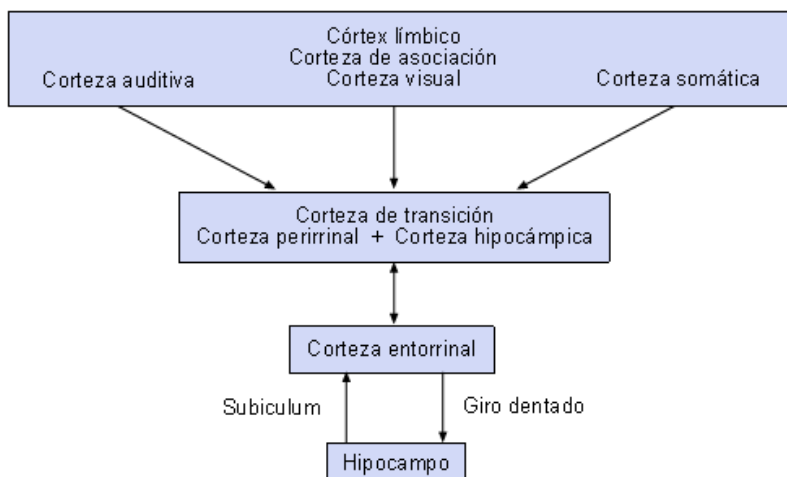 Córtex límbico
Corteza de asociación
Corteza auditiva Corteza visual Corteza somática
Corteza de transición
Corteza perirrinal + Corteza hipocámpica
Corteza entorrinal
Subiculum Giro dentado
Hipocampo